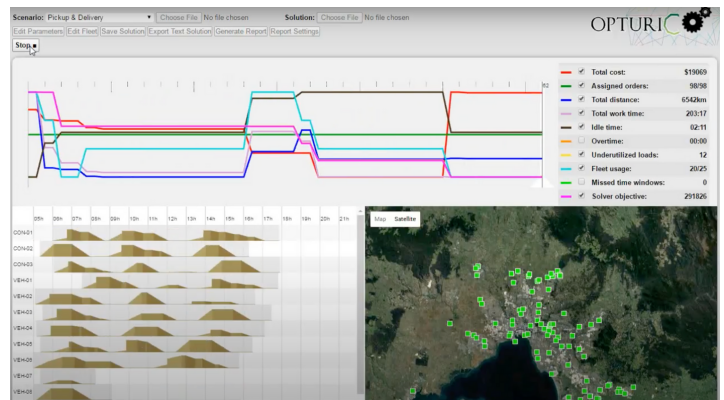 Scenario: Pickup & Delivery Choose File No file chosen Solution: Choose File No file chosen
OPTURIC
Edit Parameters Edit Fleet Save Solution Export Text Solution Generate Report Report Settings
Stop
62
Total cost: $19069
Assigned orders: 98/98
Total distance: 6542km
Total work time: 203:17
Idle time: 02:11
Overtime: 00:00
Underutilized loads: 12
Fleet usage: 20/25
Missed time windows: 0
Solver objective: 291826
05h 06h 07h 08h 09h 10h 11h 12h 13h 14h 15h 16h 17h 18h 19h 20h 21h
Map Satellite
CON-01
CON-02
CON-03
VEH-01
VEH-02
VEH-03
VEH-04
VEH-05
VEH-06
VEH-07
VEH-08